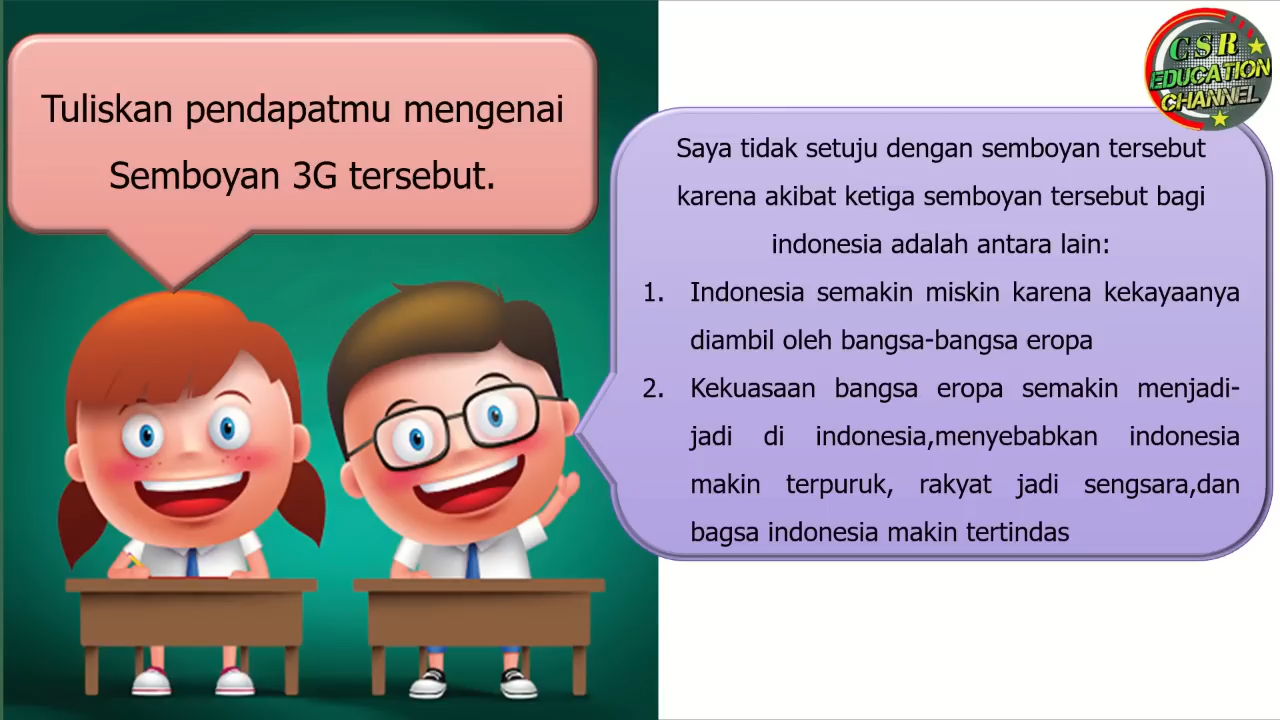 Tuliskan pendapatmu mengenai
Semboyan 3G tersebut.
CSR
EDUCATION
CHANNEL
Saya tidak setuju dengan semboyan tersebut
karena akibat ketiga semboyan tersebut bagi
indonesia adalah antara lain:
1. Indonesia semakin miskin karena kekayaanya
diambil oleh bangsa-bangsa eropa
2. Kekuasaan bangsa eropa semakin menjadi-
jadi di indonesia,menyebabkan indonesia
makin terpuruk, rakyat jadi sengsara,dan
bagsa indonesia makin tertindas